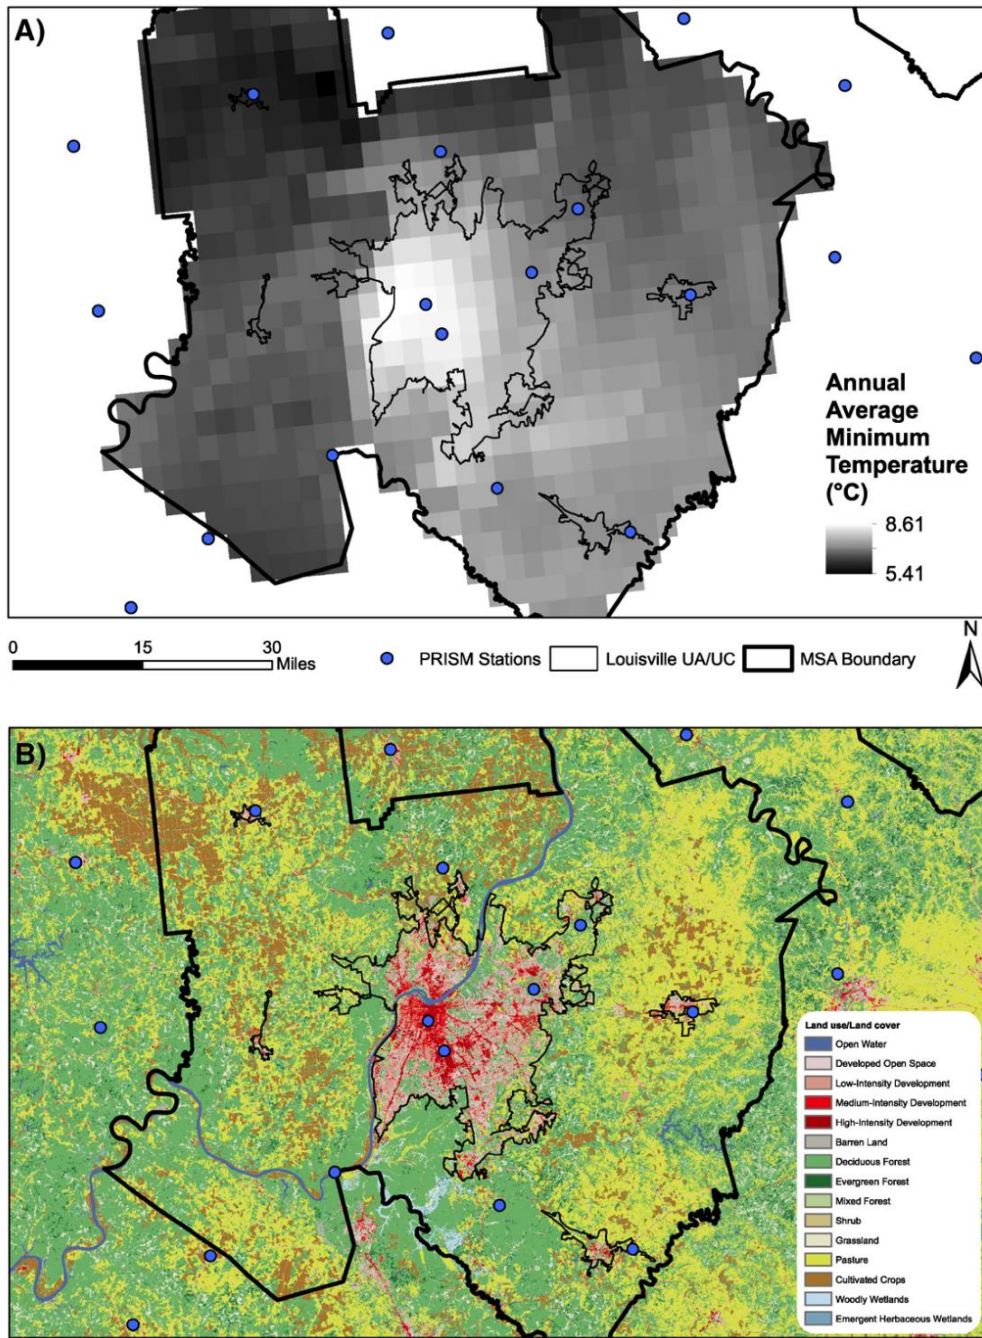 A)
Annual
Average
Minimum
Temperature
(°C)
8.61
5.41
0 15 30
Miles
PRISM Stations
Louisville UA/UC
MSA Boundary
N
B)
Land use/Land cover
Open Water
Developed Open Space
Low-Intensity Development
Medium-Intensity Development
High-Intensity Development
Barren Land
Deciduous Forest
Evergreen Forest
Mixed Forest
Shrub
Grassland
Pasture
Cultivated Crops
Woodly Wetlands
Emergent Herbaceous Wetlands